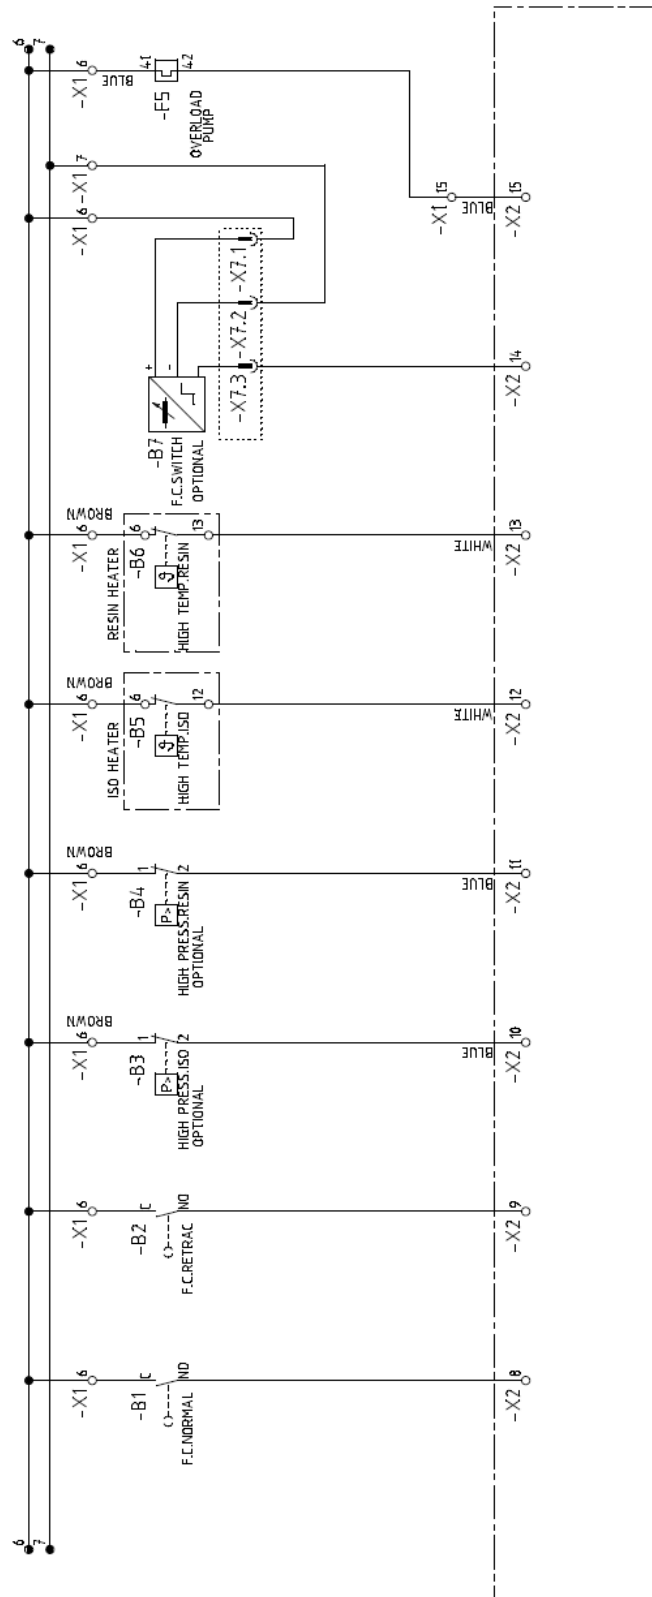 6
7
-X1
6
BLUE
41
42
-E5
OVERLOAD
PUMP
-X1
15
BLUE
-X2
15
-X1
7
-X1
6
-X7.1
-X7.2
-X7.3
+
-
-B7
F.C.SWITCH
OPTIONAL
-X2
14
BROWN
-X1
6
RESIN HEATER
-B6
6
13
HIGH TEMP.RESIN
WHITE
-X2
13
BROWN
-X1
6
ISO HEATER
-B5
6
12
HIGH TEMP.ISO
WHITE
-X2
12
BROWN
-X1
6
-B4
1
2
P>
HIGH PRESS.RESIN
OPTIONAL
BLUE
-X2
11
BROWN
-X1
6
-B3
1
2
P>
HIGH PRESS.ISO
OPTIONAL
BLUE
-X2
10
-X1
6
-B2
C
NO
F.C.RETRAC
-X2
9
-X1
6
-B1
C
NO
F.C.NORMAL
-X2
8
6
7